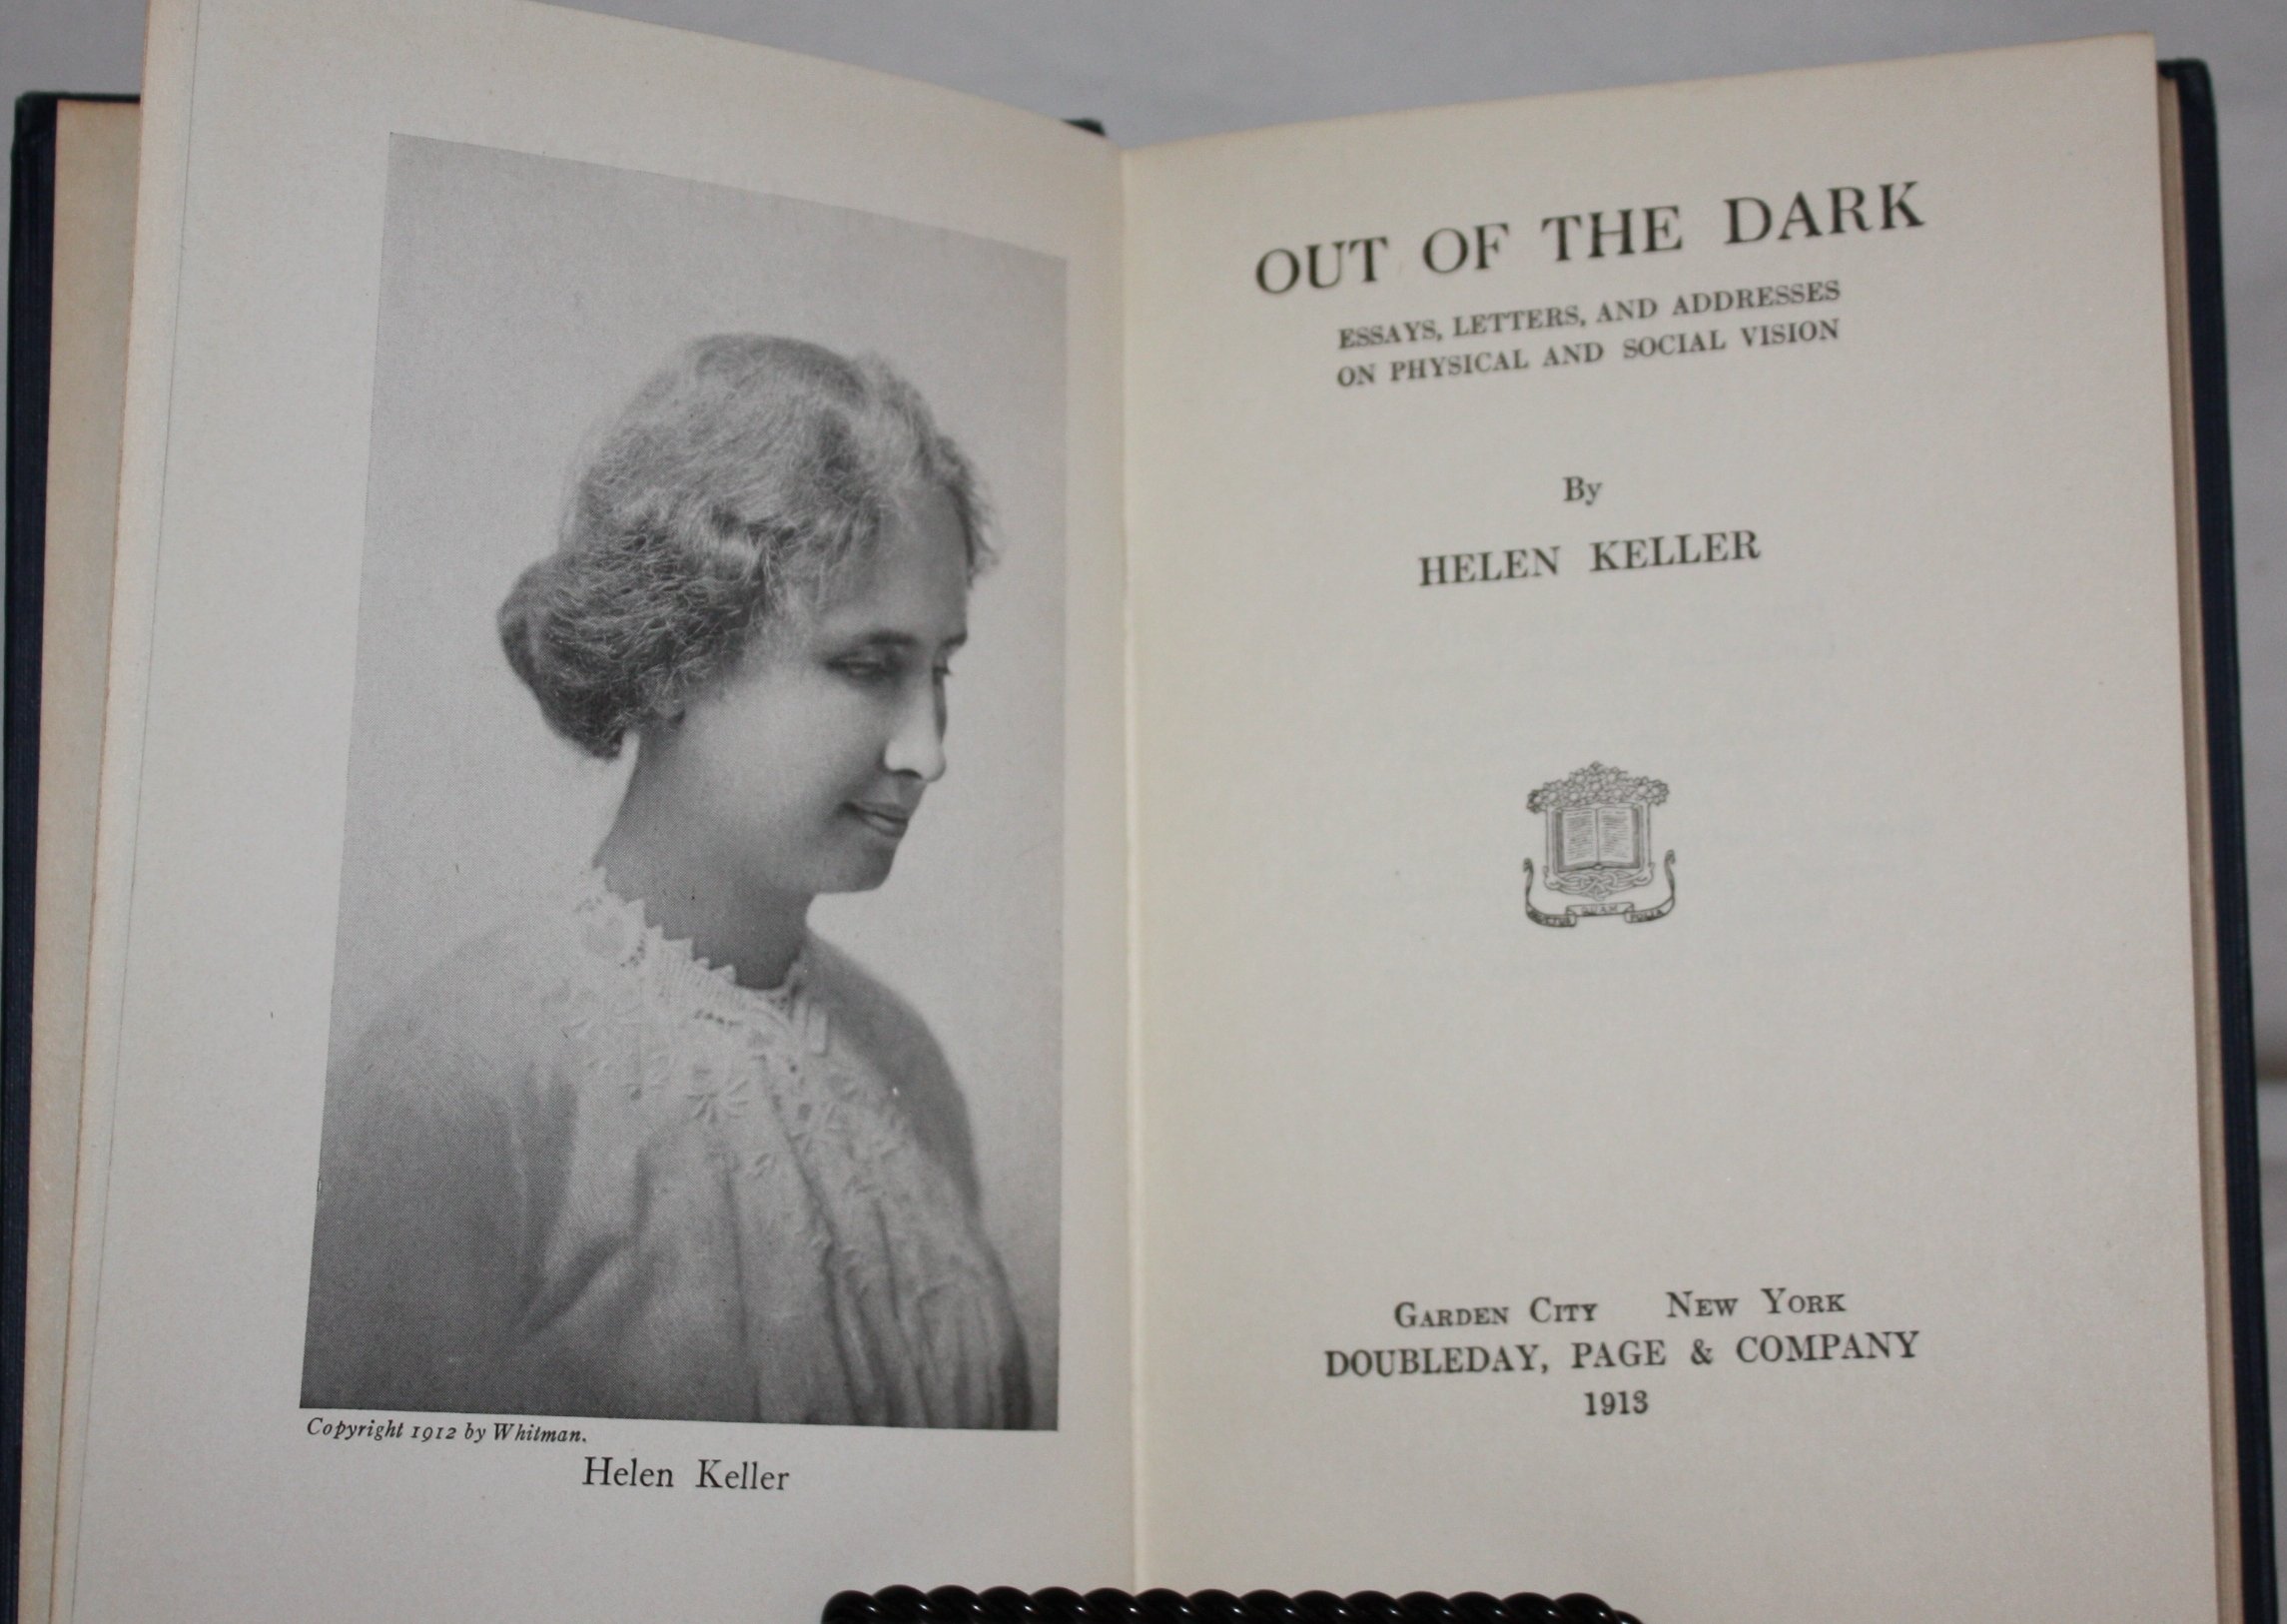 Copyright 1912 by Whitman.
Helen Keller
OUT OF THE DARK
ESSAYS, LETTERS, AND ADDRESSES
ON PHYSICAL AND SOCIAL VISION
By
HELEN KELLER
QUAM
GARDEN CITY NEW YORK
DOUBLEDAY, PAGE & COMPANY
1913